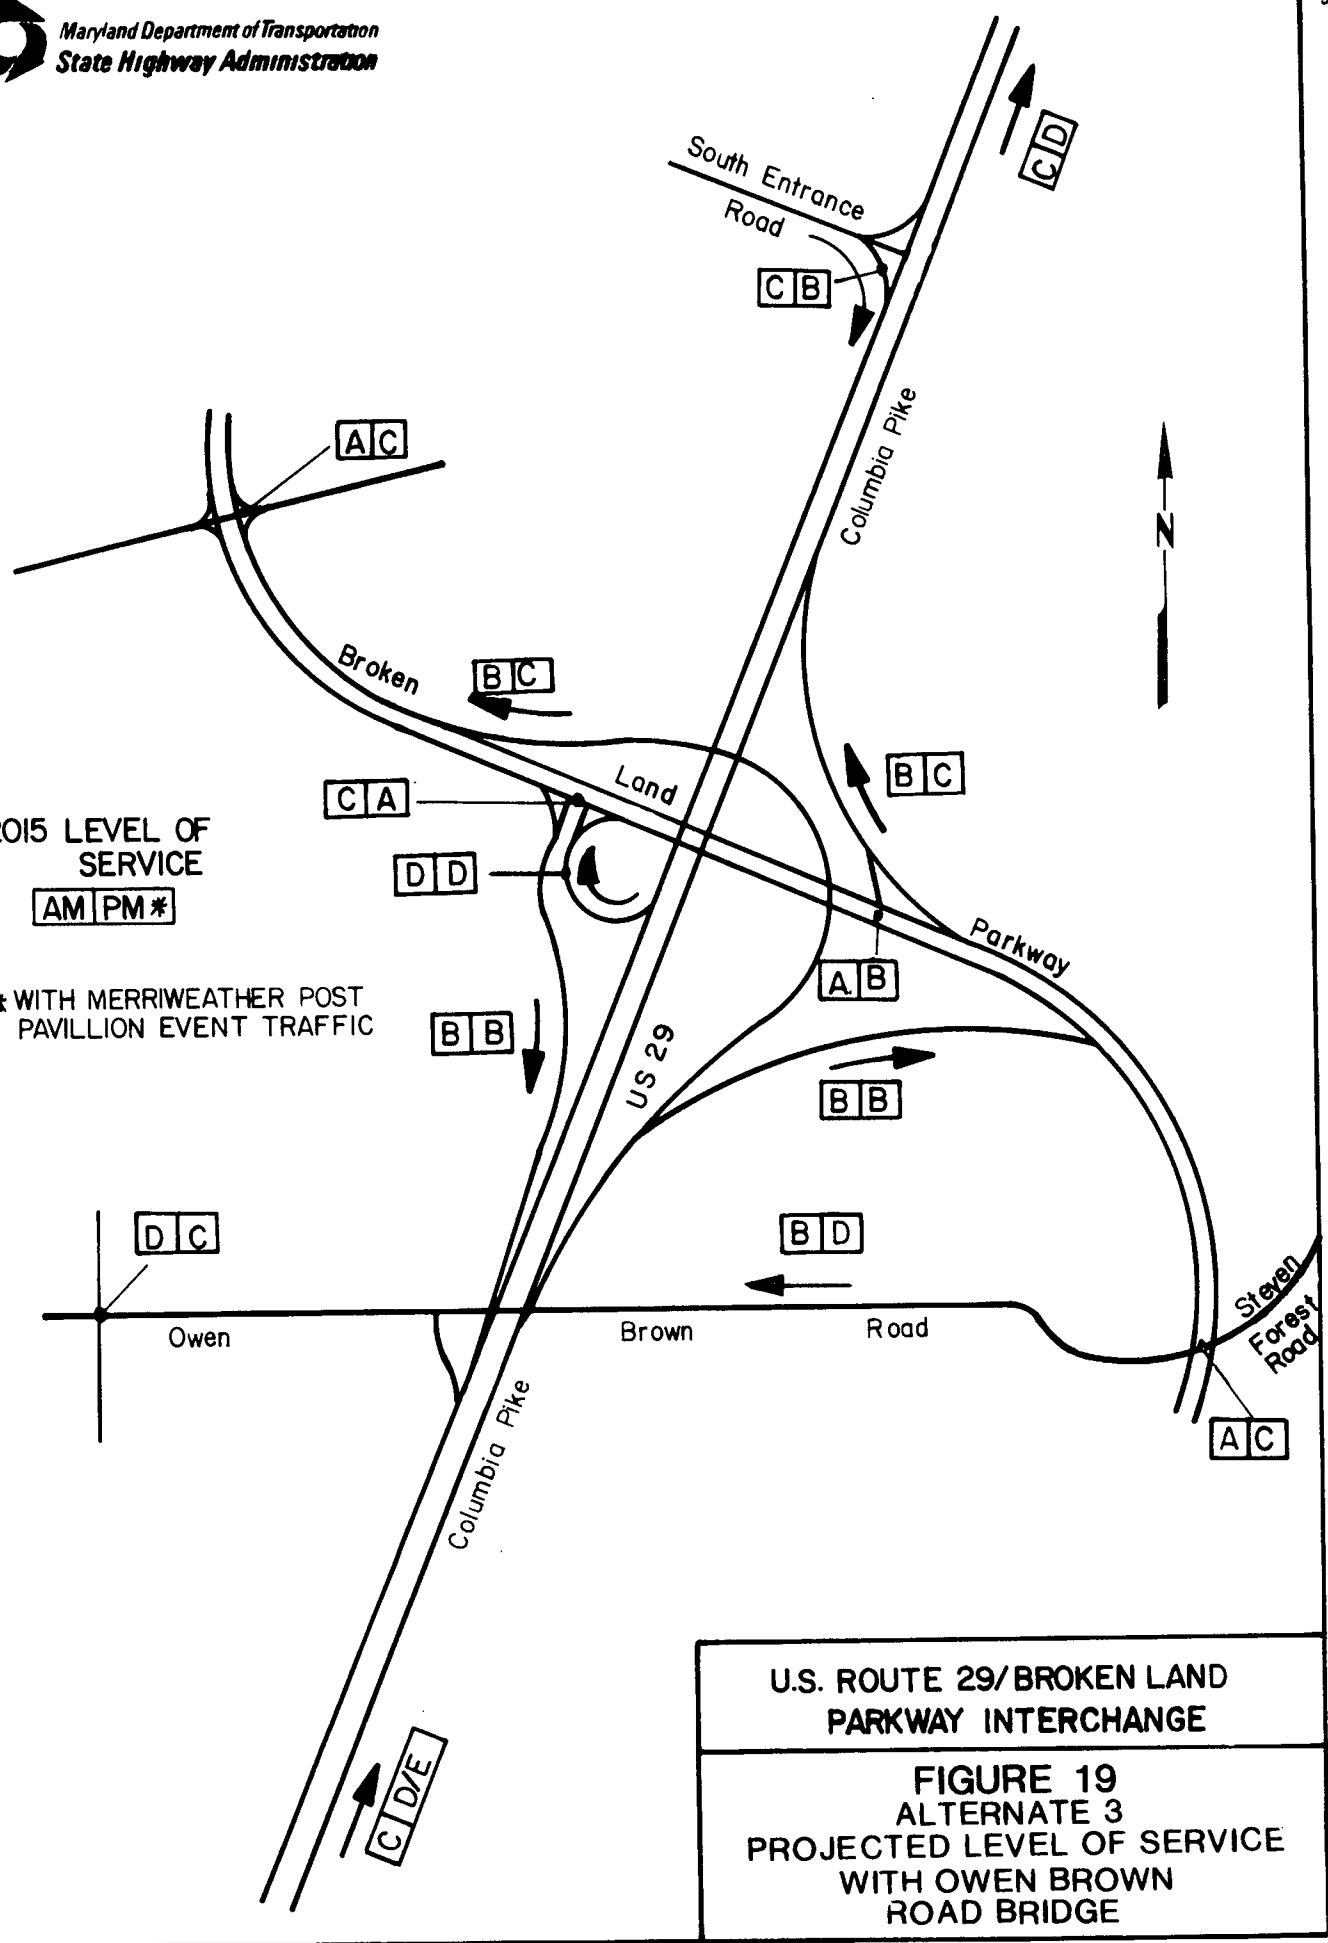 Maryland Department of Transportation
State Highway Administration
C D
South Entrance
Road
C B
Columbia Pike
A C
N
Broken
B C
Land
B C
C A
2015 LEVEL OF
SERVICE
AM PM*
D D
Parkway
A B
* WITH MERRIWEATHER POST
PAVILLION EVENT TRAFFIC
B B
US 29
B B
D C
B D
Steven
Forest
Road
Owen
Brown
Road
Columbia Pike
A C
C D/E
U.S. ROUTE 29/BROKEN LAND
PARKWAY INTERCHANGE
FIGURE 19
ALTERNATE 3
PROJECTED LEVEL OF SERVICE
WITH OWEN BROWN
ROAD BRIDGE